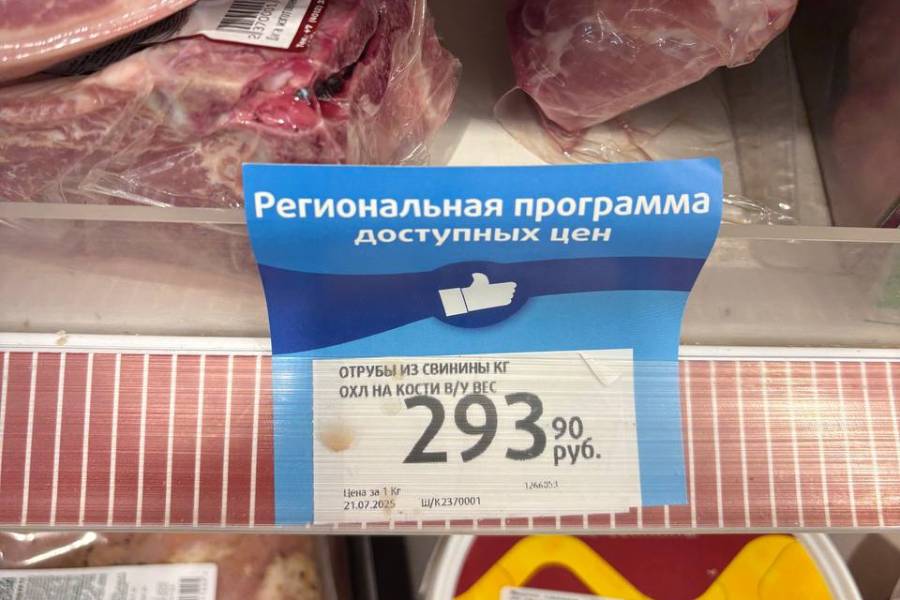 Региональная программа
доступных цен
ОТРУБЫ ИЗ СВИНИНЫ КГ
ОХЛ НА КОСТИ В/У ВЕС
293 90
руб.
1266053
Цена за 1 Кг
21.07.2025 Ш/К2370001